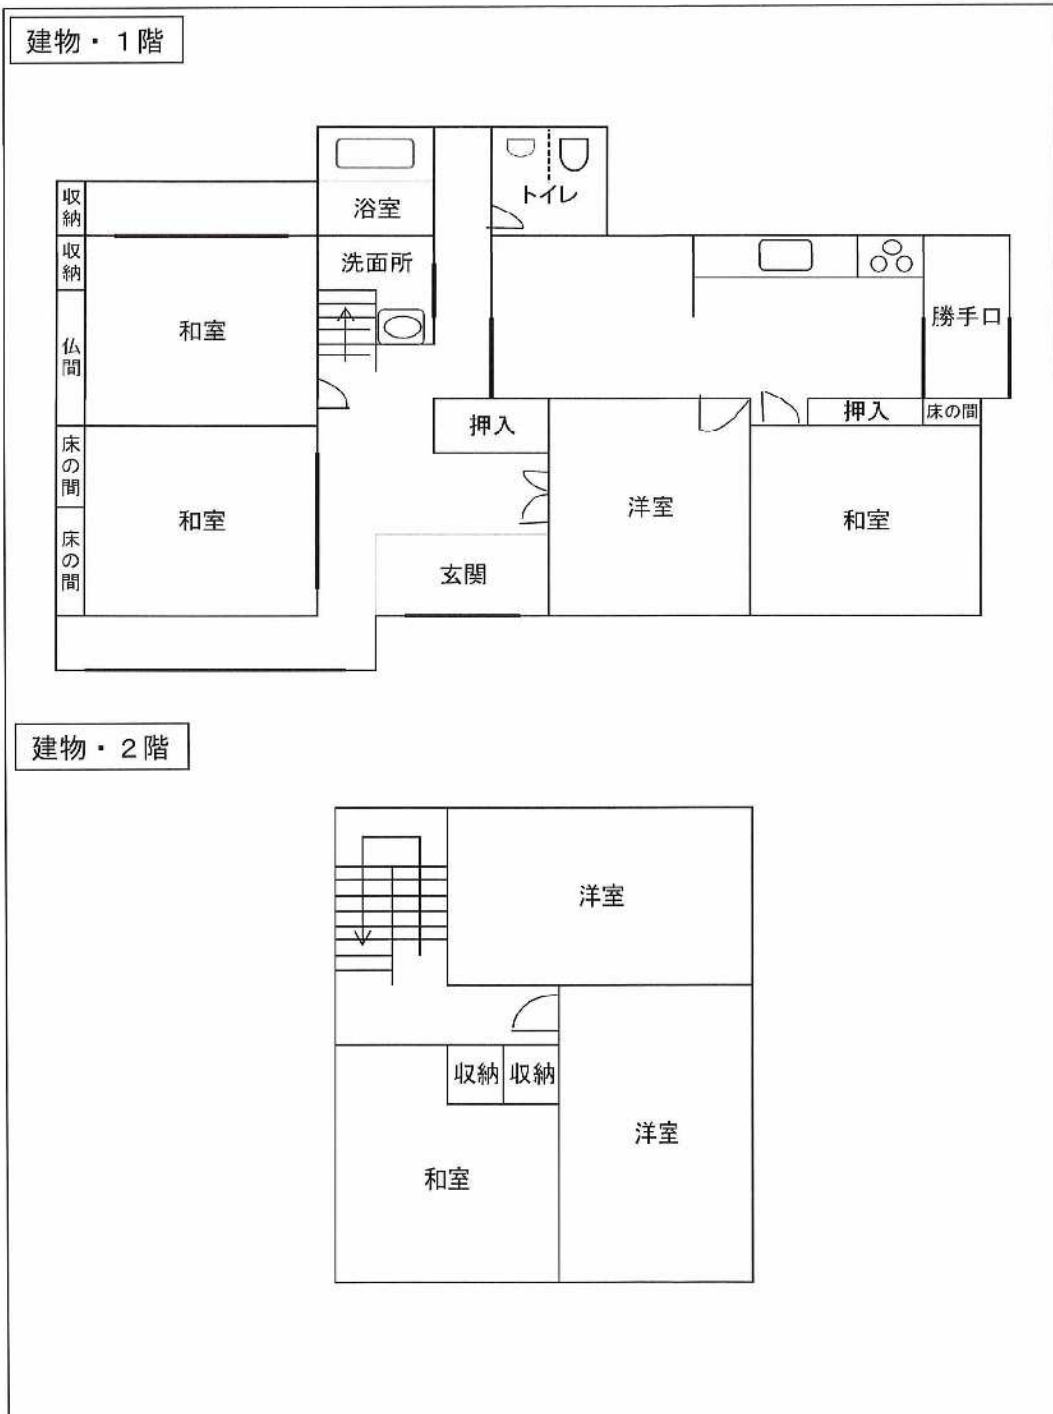 建物・１階
収納
浴室
トイレ
収納
洗面所
和室
仏間
勝手口
押入
押入
床の間
床の間
和室
洋室
和室
床の間
玄関
建物・２階
洋室
収納
収納
洋室
和室